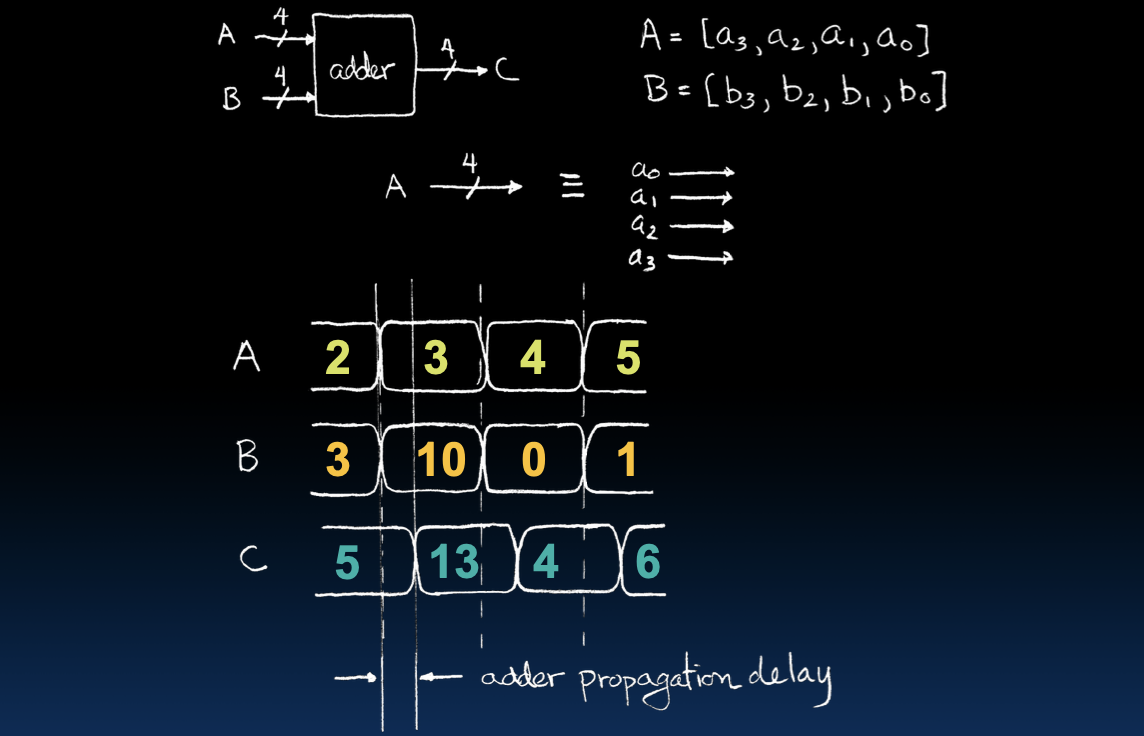 4
A
adder
4
C
4
B
A = [a3, a2, a1, a0]
B = [b3, b2, b1, b0]
4
A ≡ a0
a1
a2
a3
A 2 3 4 5
B 3 10 0 1
C 5 13 4 6
adder propagation delay